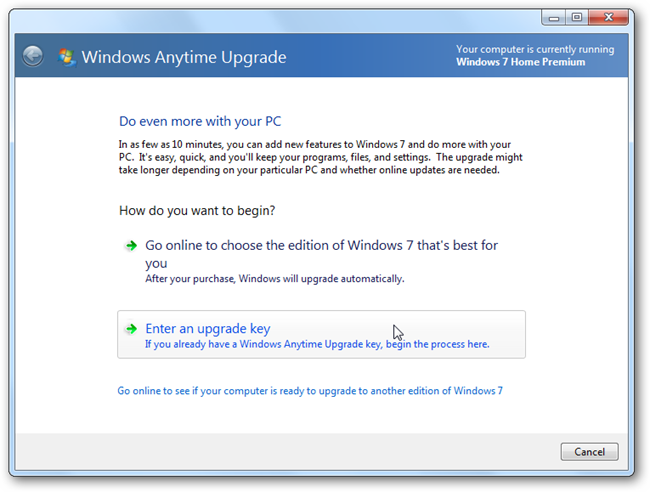 Windows Anytime Upgrade
Your computer is currently running
Windows 7 Home Premium
Do even more with your PC
In as few as 10 minutes, you can add new features to Windows 7 and do more with your
PC. It's easy, quick, and you'll keep your programs, files, and settings. The upgrade might
take longer depending on your particular PC and whether online updates are needed.
How do you want to begin?
Go online to choose the edition of Windows 7 that's best for
you
After your purchase, Windows will upgrade automatically.
Enter an upgrade key
If you already have a Windows Anytime Upgrade key, begin the process here.
Go online to see if your computer is ready to upgrade to another edition of Windows 7
Cancel